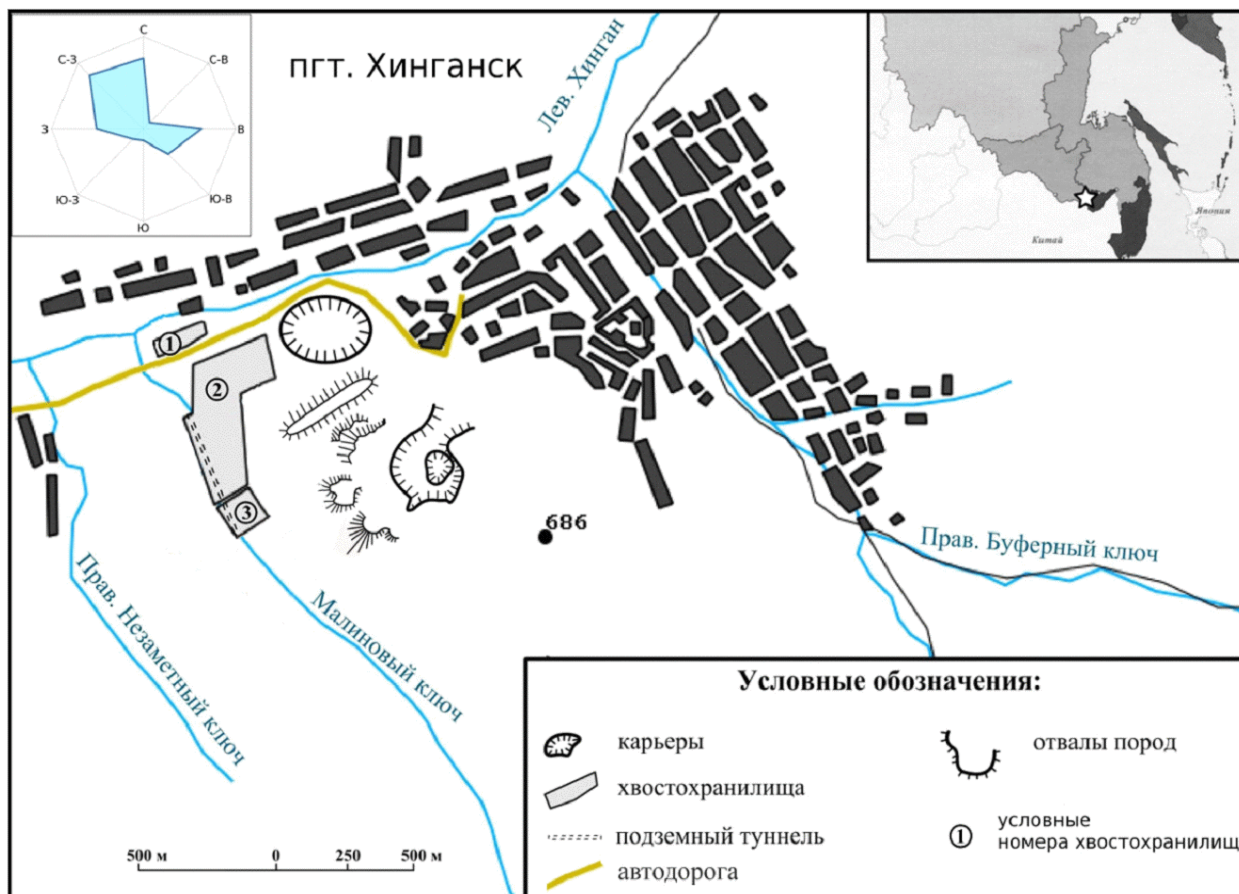 С
С-З
С-В
З
В
Ю-З
Ю-В
Ю
пгт. Хинганск
Лев. Хинган
Япония
Китай
1
2
3
686
Прав. Буферный ключ
Прав. Незаметный ключ
Малиновый ключ
Условные обозначения:
карьеры
отвалы пород
хвостохранилища
подземный туннель
1
условные
номера хвостохранилищ
автодорога
500 м 0 250 500 м